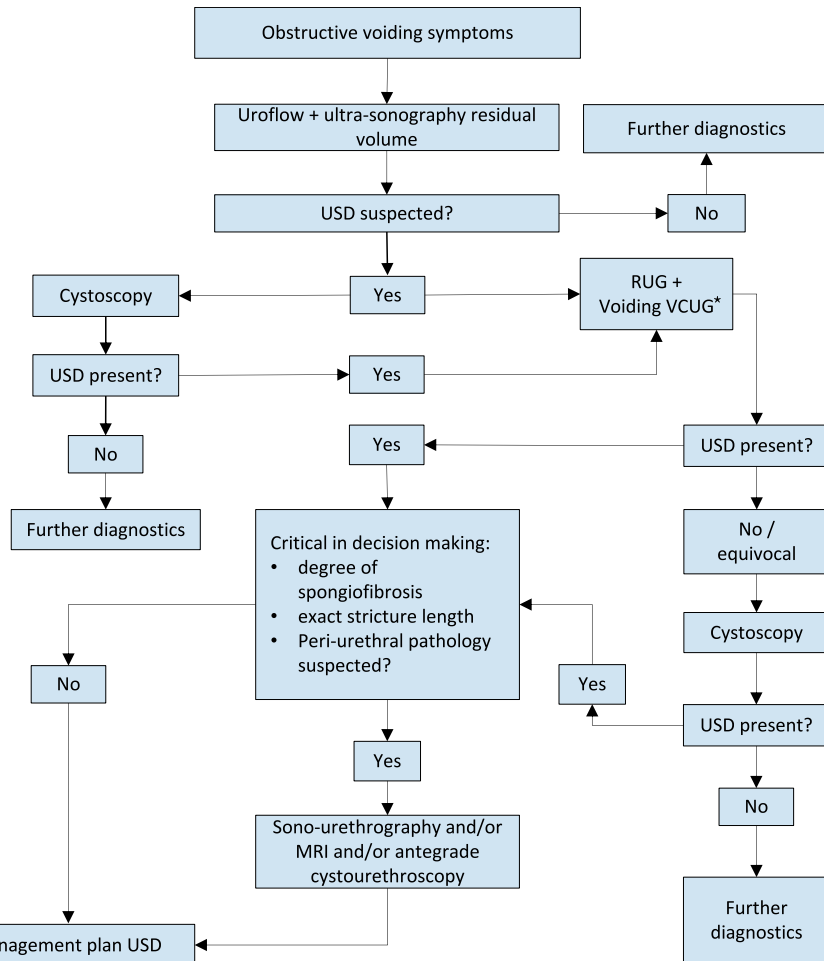 Obstructive voiding symptoms
Uroflow + ultra-sonography residual
volume
Further diagnostics
USD suspected?
No
Cystoscopy
Yes
RUG +
Voiding VCUG*
USD present?
Yes
No
Yes
USD present?
Further diagnostics
No /
equivocal
Critical in decision making:
• degree of
spongiofibrosis
• exact stricture length
• Peri-urethral pathology
suspected?
Cystoscopy
No
Yes
USD present?
Yes
No
Sono-urethrography and/or
MRI and/or antegrade
cystourethroscopy
Further
diagnostics
plan USD